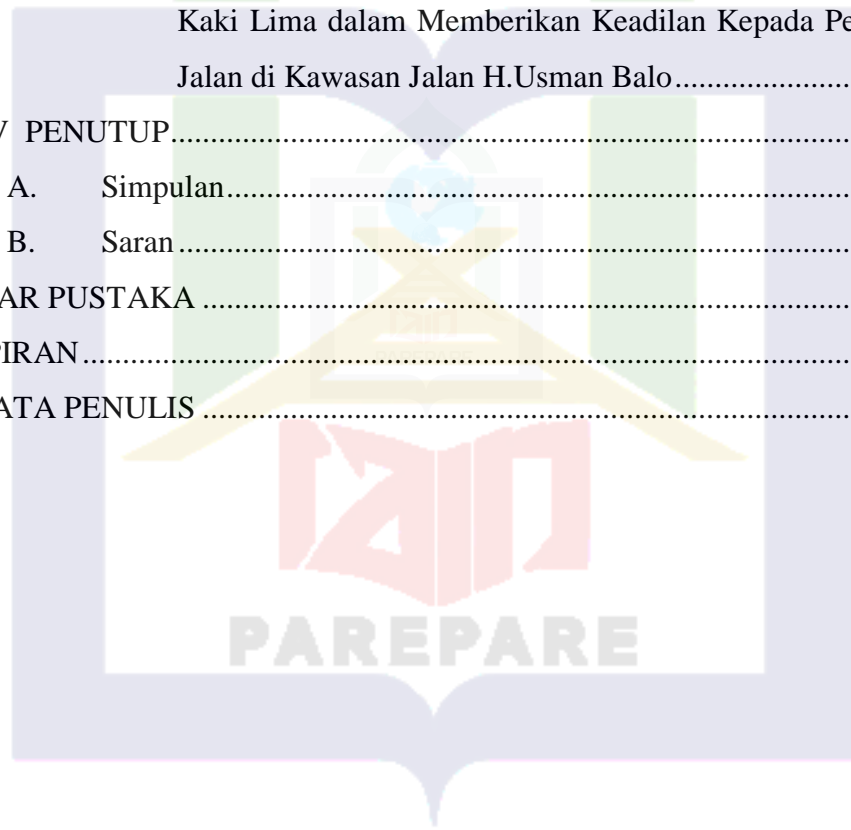 Kaki Lima dalam Memberikan Keadilan Kepada Pe
Jalan di Kawasan Jalan H.Usman Balo.....................
V PENUTUP.....................................................................................
A. Simpulan..............................................................................
B. Saran....................................................................................
AR PUSTAKA .................................................................................
PIRAN................................................................................................
ATA PENULIS .................................................................................
iain
PAREPARE